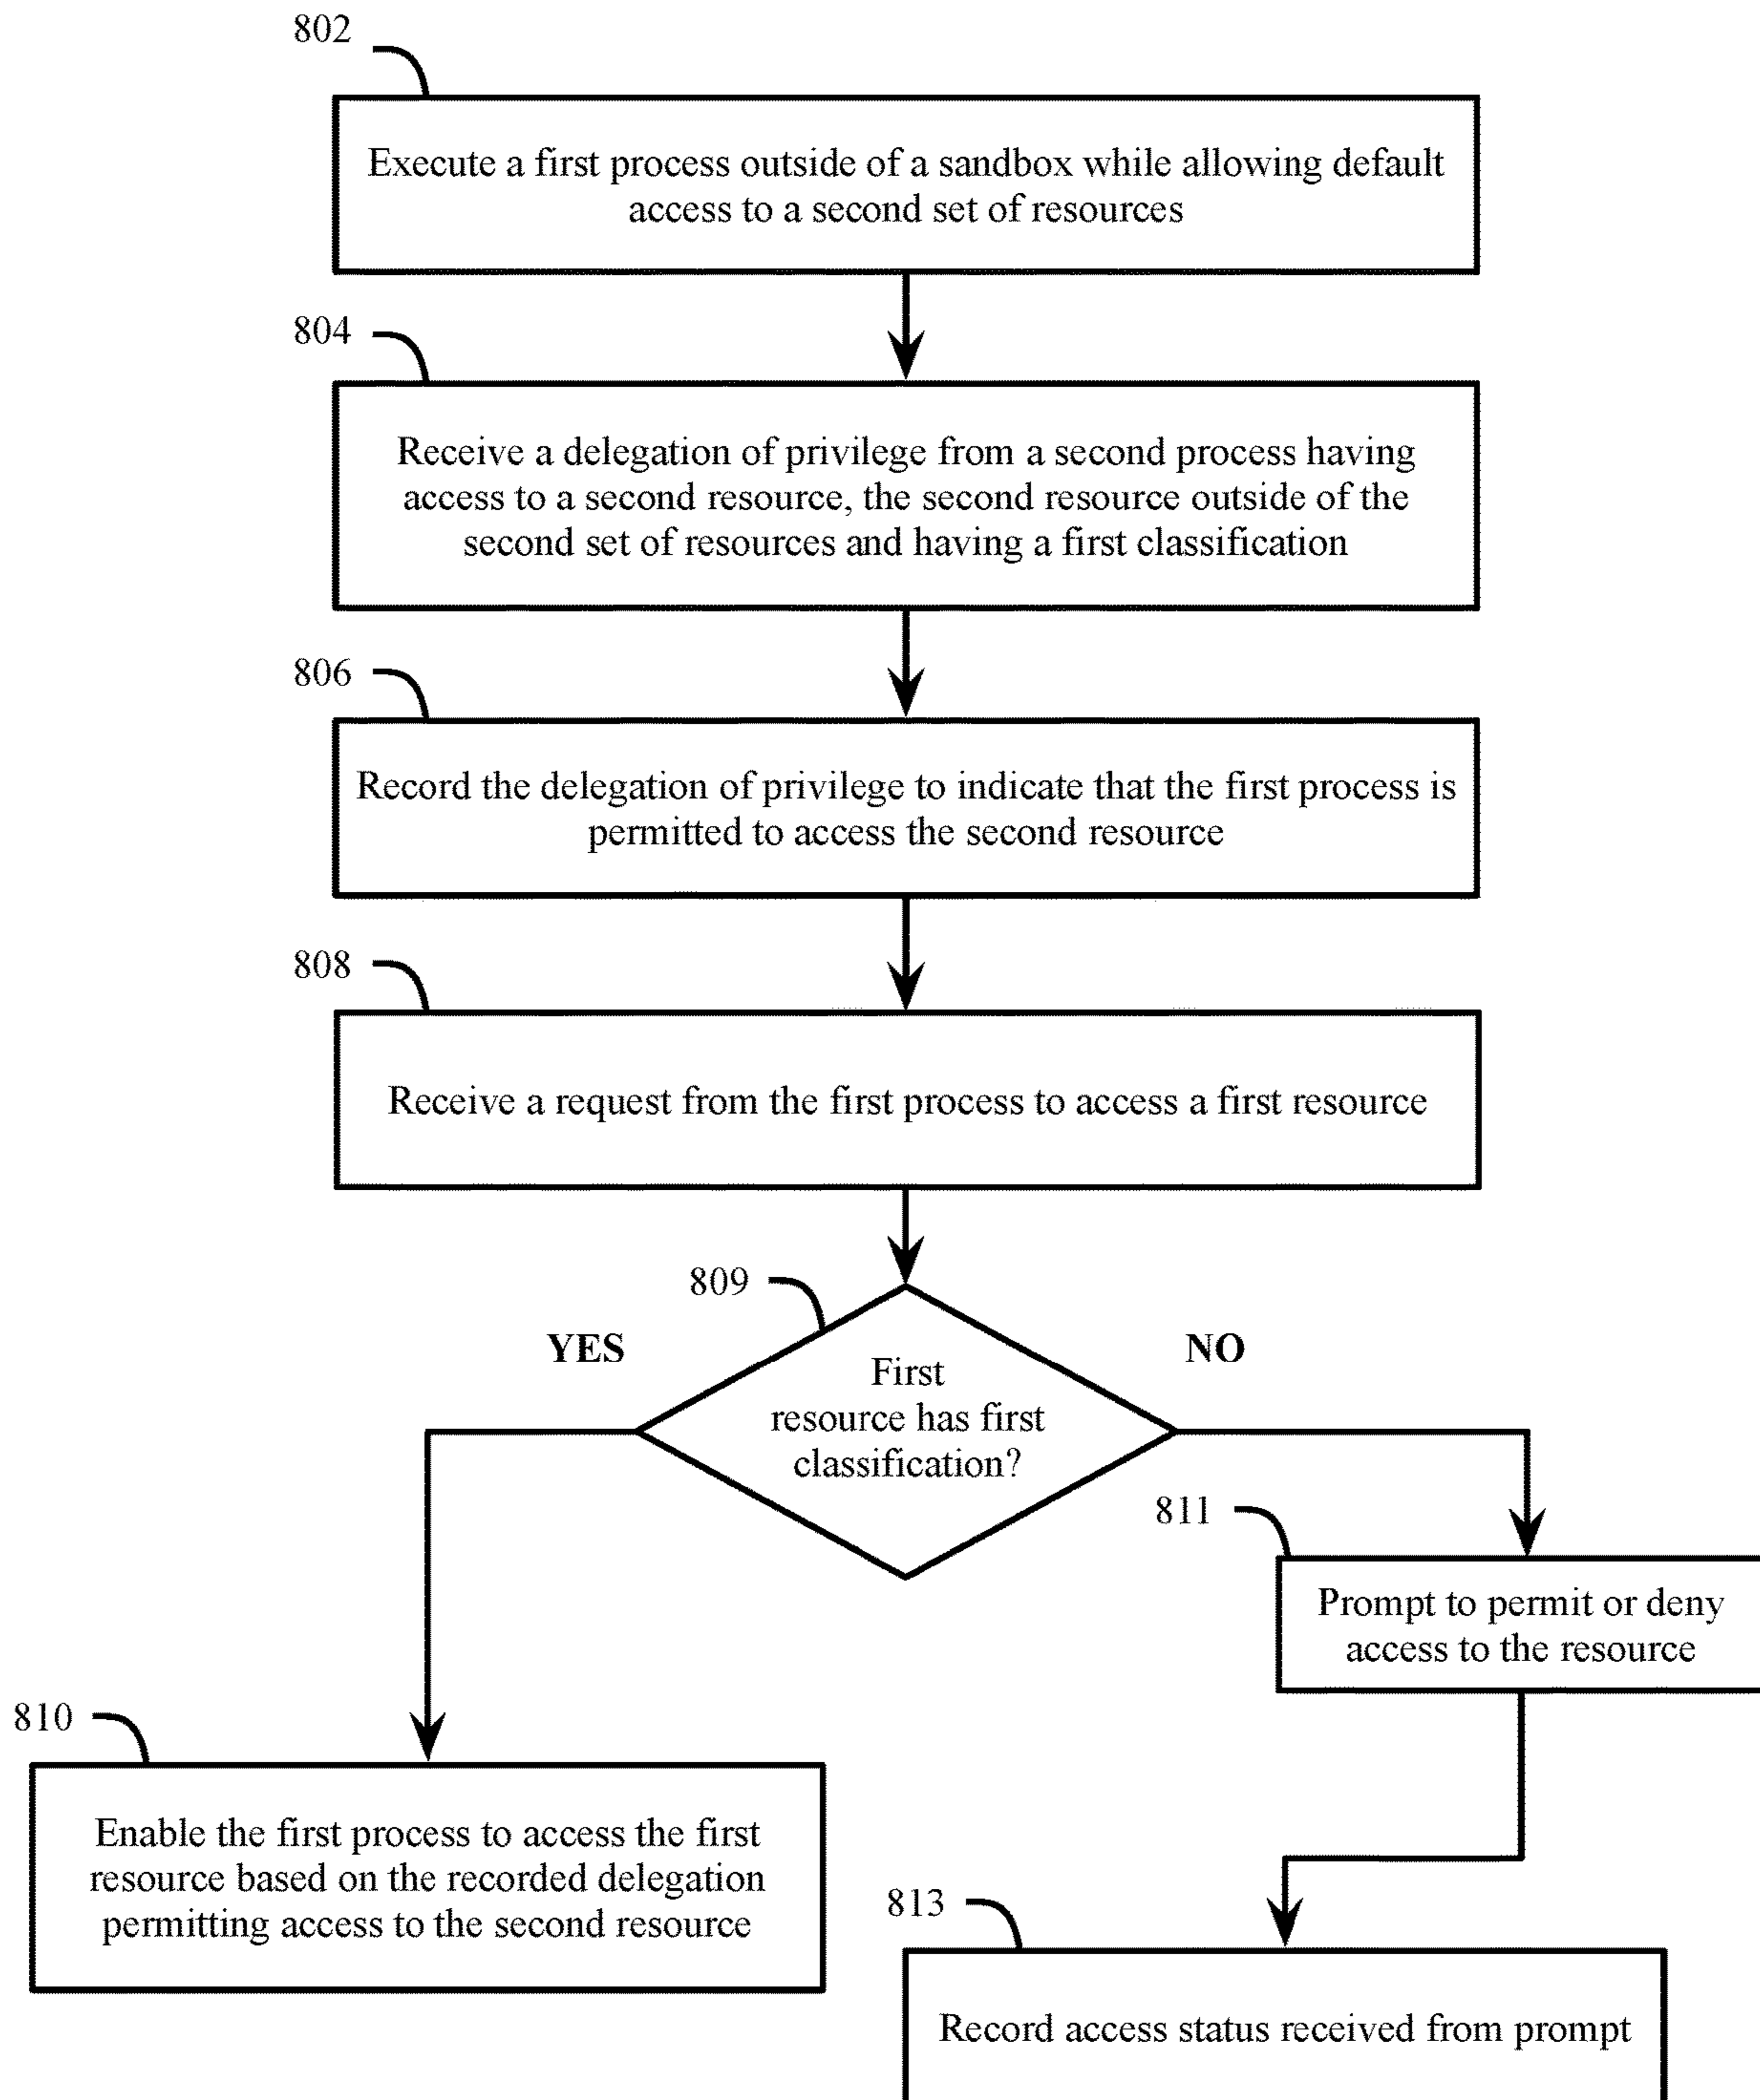 802
Execute a first process outside of a sandbox while allowing default
access to a second set of resources
804
Receive a delegation of privilege from a second process having
access to a second resource, the second resource outside of the
second set of resources and having a first classification
806
Record the delegation of privilege to indicate that the first process is
permitted to access the second resource
808
Receive a request from the first process to access a first resource
809
YES
NO
First
resource has first
classification?
811
Prompt to permit or deny
access to the resource
810
Enable the first process to access the first
resource based on the recorded delegation
permitting access to the second resource
813
Record access status received from prompt